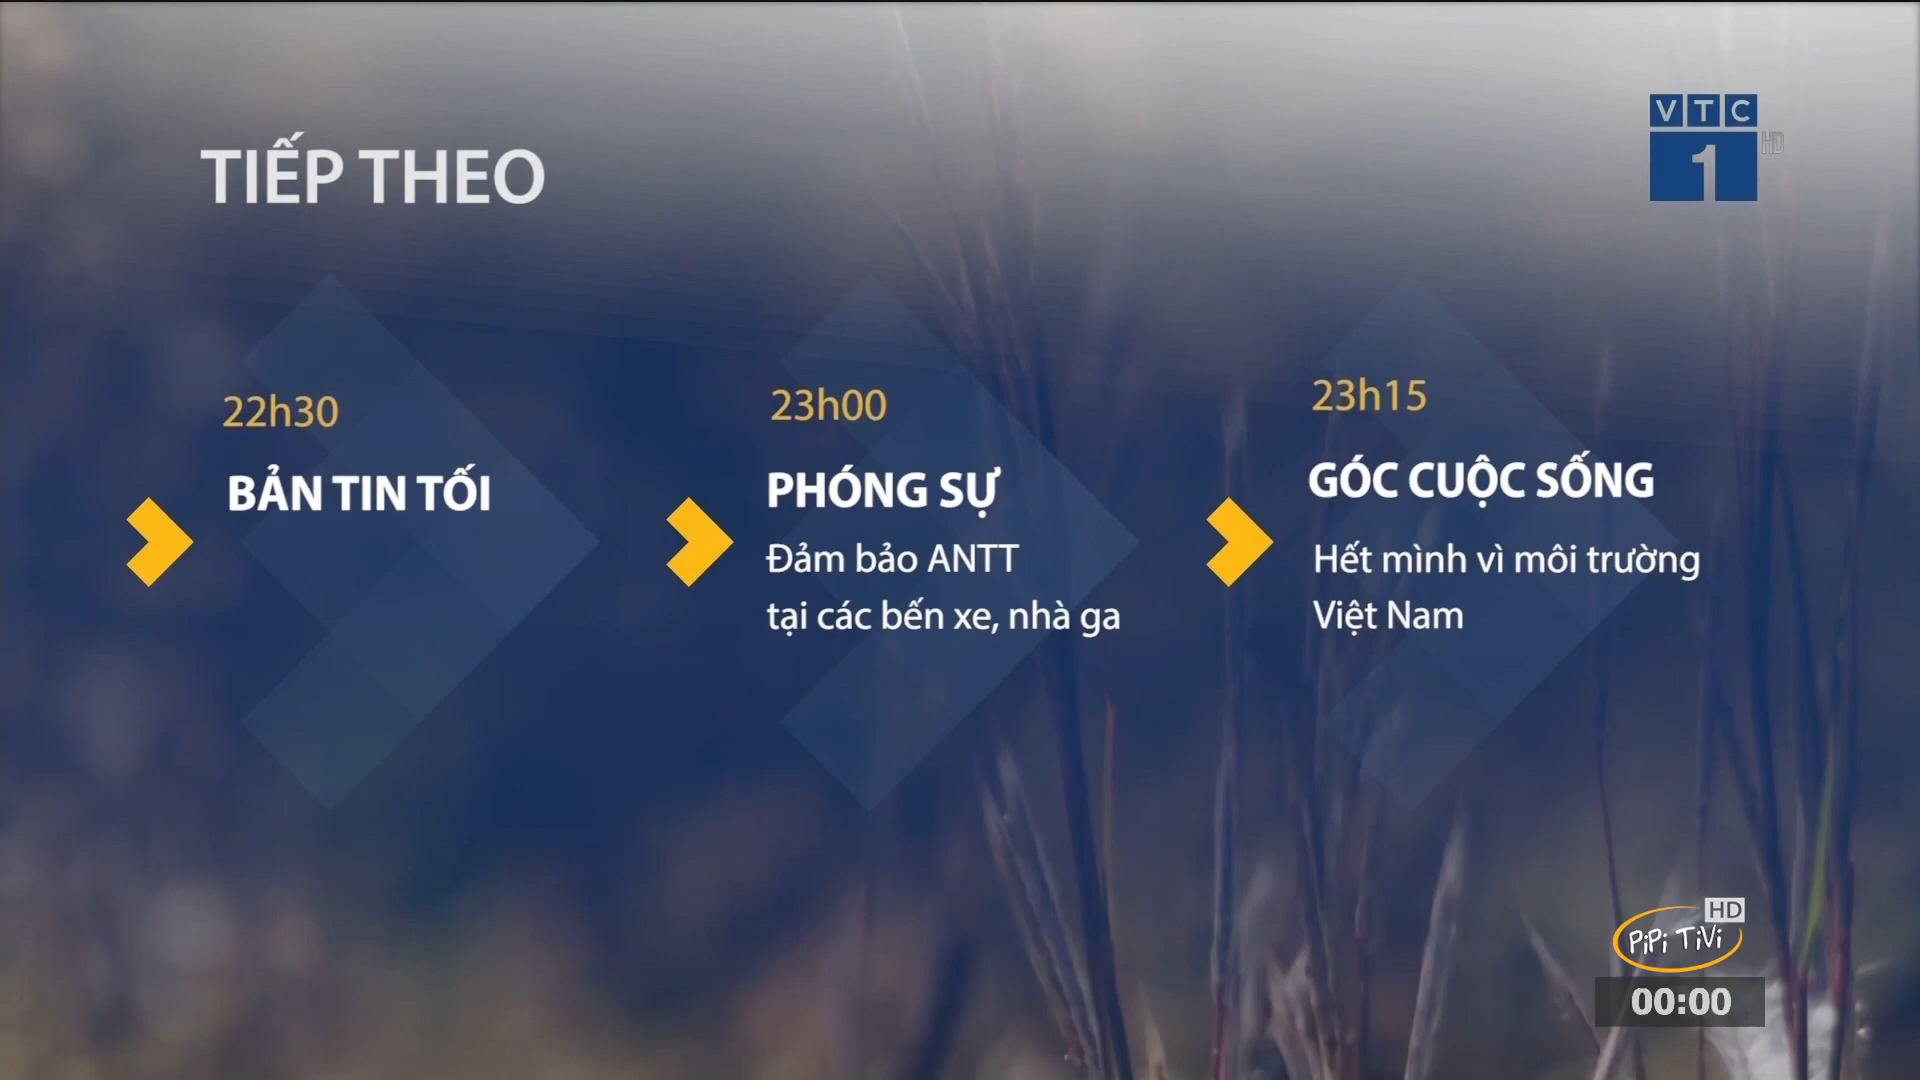 TIẾP THEO
VTC
1
HD
22h30
BẢN TIN TỐI
23h00
PHÓNG SỰ
Đảm bảo ANTT
tại các bến xe, nhà ga
23h15
GÓC CUỘC SỐNG
Hết mình vì môi trường
Việt Nam
HD
PiPi TiVi
00:00